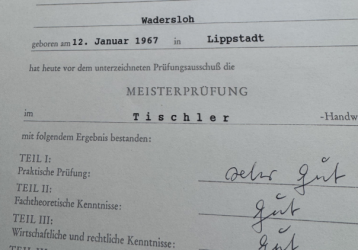 Wadersloh
geboren am 12. Januar 1967 in Lippstadt
hat heute vor dem unterzeichneten Prüfungsausschuß die
MEISTERPRÜFUNG
im Tischler -Handw
mit folgendem Ergebnis bestanden:
TEIL I:
Praktische Prüfung: sehr gut
TEIL II:
Fachtheoretische Kenntnisse: gut
TEIL III:
Wirtschaftliche und rechtliche Kenntnisse: gut